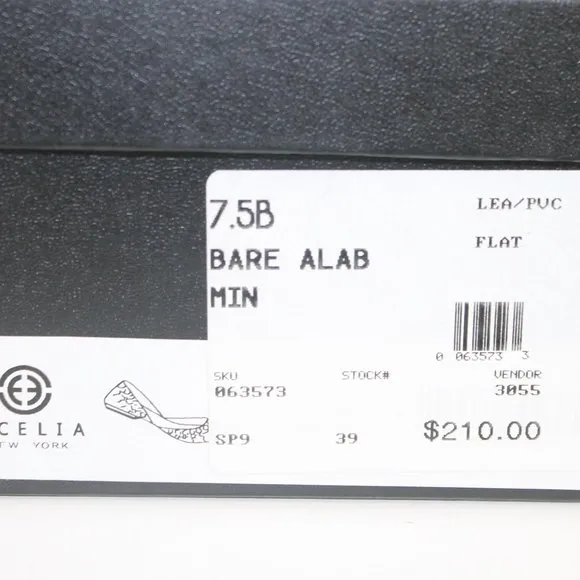 7.5B
LEA/PVC
BARE ALAB
FLAT
MIN
0 063573 3
SKU
STOCK#
VENDOR
063573
3055
SP9
39
$210.00
CELIA
EW YORK